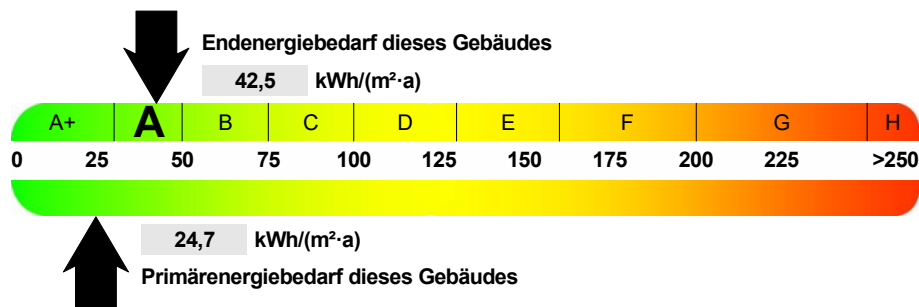 Endenergiebedarf dieses Gebäudes
42,5 kWh/(m²·a)
A+ A B C D E F G H
0 25 50 75 100 125 150 175 200 225 >250
24,7 kWh/(m²·a)
Primärenergiebedarf dieses Gebäudes